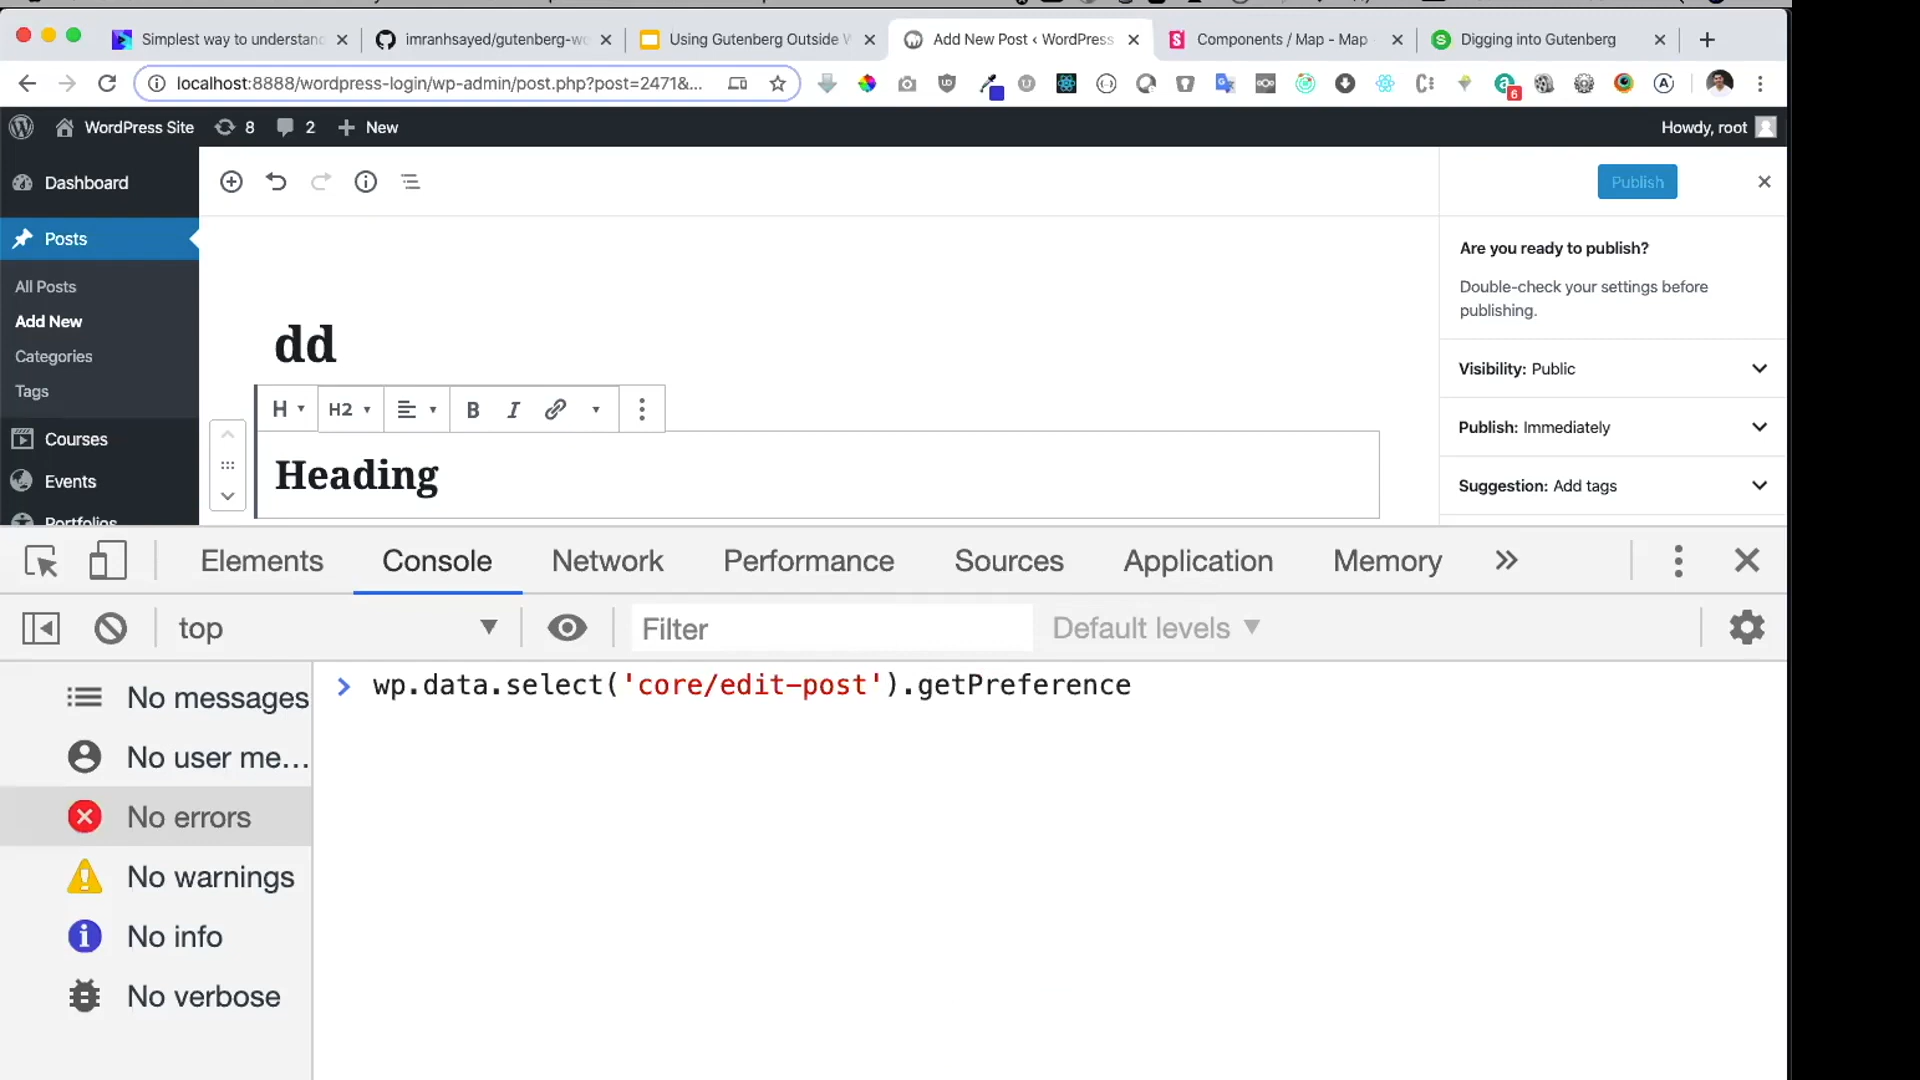 Simplest way to understan
imranhsayed/gutenberg-wo
Using Gutenberg Outside W
Add New Post ‹ WordPress
Components / Map - Map
Digging into Gutenberg
localhost:8888/wordpress-login/wp-admin/post.php?post=2471&...
6
WordPress Site
8
2
New
Howdy, root
Dashboard
Posts
All Posts
Add New
Categories
Tags
Courses
Events
Portfolios
Publish
Are you ready to publish?
Double-check your settings before
publishing.
Visibility: Public
Publish: Immediately
Suggestion: Add tags
dd
H
H2
B
I
Heading
Elements
Console
Network
Performance
Sources
Application
Memory
top
Filter
Default levels
No messages
No user me...
No errors
No warnings
No info
No verbose
wp.data.select('core/edit-post').getPreference